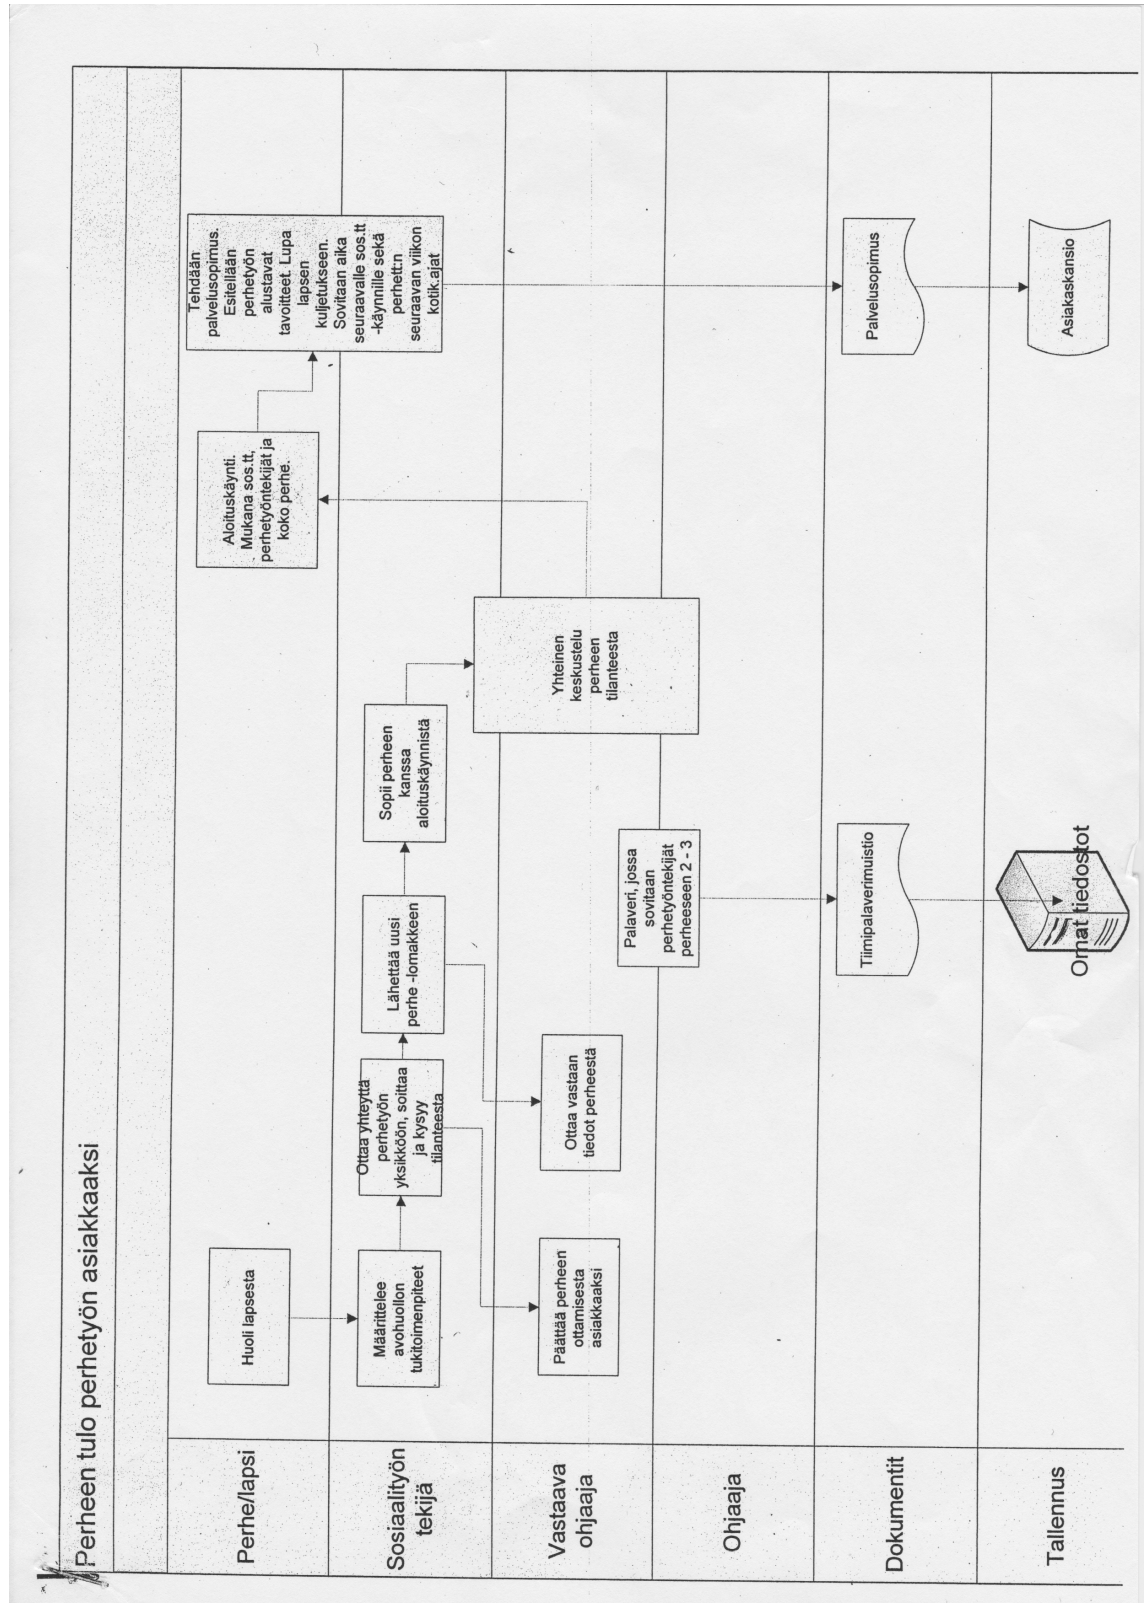 Perheen tulo perhetyön asiakkaaksi
Perhe/lapsi
Huoli lapsesta
Aloituskäynti.
Mukana sos.tt,
perhetyöntekijät ja
koko perhe.
Tehdään
palvelusopimus.
Esitellään
perhetyön
alustavat
tavoitteet. Lupa
lapsen
kuljetukseen.
Sovitaan aika
seuraavalle sos.tt
-käynnille sekä
perhett:n
seuraavan viikon
kotik.ajat
Sosiaalityön
tekijä
Määrittelee
avohuollon
tukitoimenpiteet
Ottaa yhteyttä
perhetyön
yksikköön, soittaa
ja kysyy
tilanteesta
Lähettää uusi
perhe -lomakkeen
Sopii perheen
kanssa
aloituskäynnistä
Vastaava
ohjaaja
Päättää perheen
ottamisesta
asiakkaaksi
Ottaa vastaan
tiedot perheestä
Yhteinen
keskustelu
perheen
tilanteesta
Ohjaaja
Palaveri, jossa
sovitaan
perhetyöntekijät
perheeseen 2 - 3
Dokumentit
Tiimipalaverimuistio
Palvelusopimus
Tallennus
Omat tiedostot
Asiakaskansio